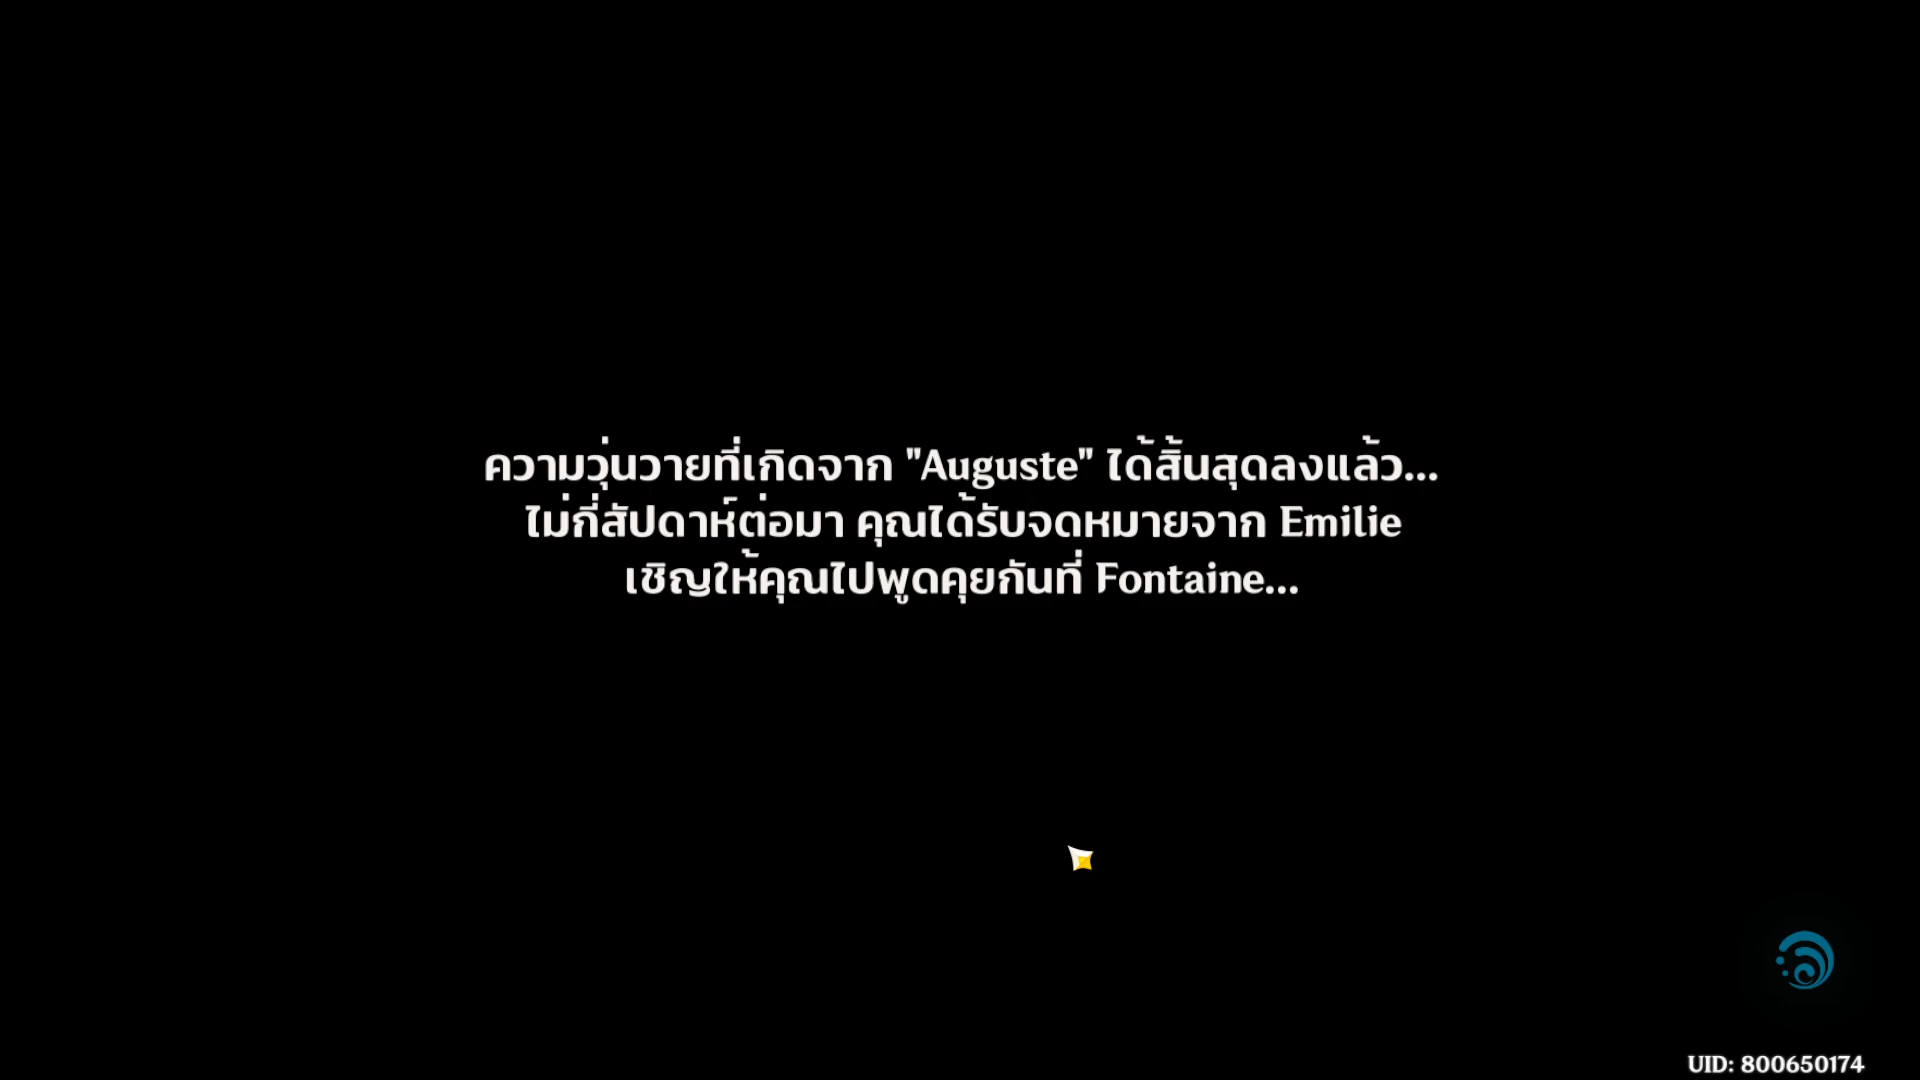 ความวุ่นวายที่เกิดจาก "Auguste" ได้สิ้นสุดลงแล้ว...
ไม่กี่สัปดาห์ต่อมา คุณได้รับจดหมายจาก Emilie
เชิญให้คุณไปพูดคุยกันที่ Fontaine...
UID: 800650174